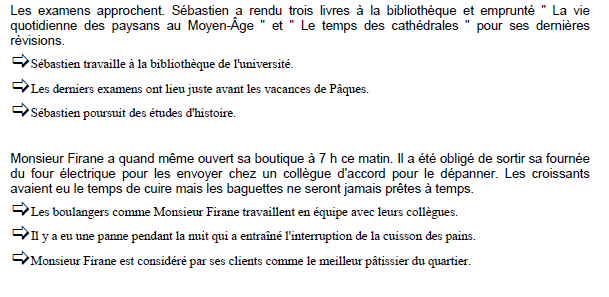 Les examens approchent. Sébastien a rendu trois livres à la bibliothèque et emprunté " La vie
quotidienne des paysans au Moyen-Âge " et " Le temps des cathédrales " pour ses dernières
révisions.
⇨Sébastien travaille à la bibliothèque de l'université.
⇨Les derniers examens ont lieu juste avant les vacances de Pâques.
⇨Sébastien poursuit des études d'histoire.
Monsieur Firane a quand même ouvert sa boutique à 7 h ce matin. Il a été obligé de sortir sa fournée
du four électrique pour les envoyer chez un collègue d'accord pour le dépanner. Les croissants
avaient eu le temps de cuire mais les baguettes ne seront jamais prêtes à temps.
⇨Les boulangers comme Monsieur Firane travaillent en équipe avec leurs collègues.
⇨Il y a eu une panne pendant la nuit qui a entraîné l'interruption de la cuisson des pains.
⇨Monsieur Firane est considéré par ses clients comme le meilleur pâtissier du quartier.